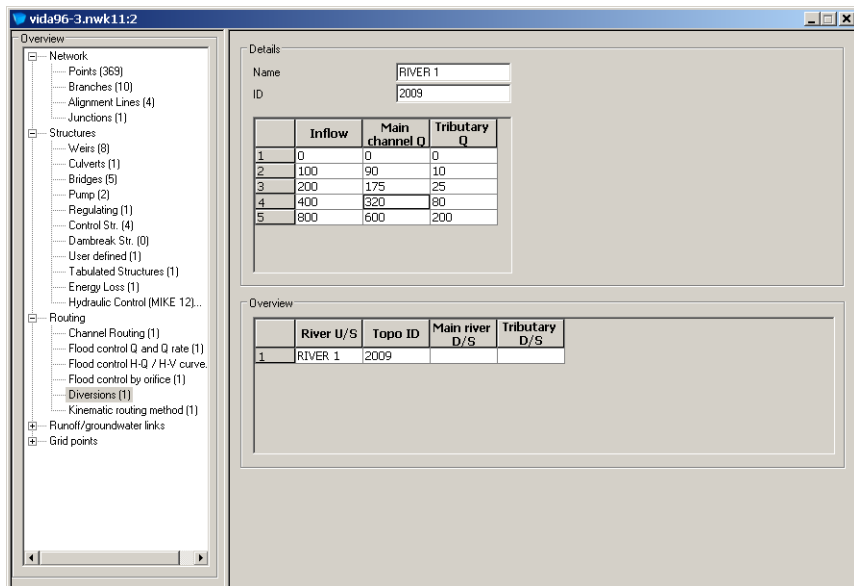 vida96-3.nwk11:2
Overview
Network
Points (369)
Branches (10)
Alignment Lines (4)
Junctions (1)
Structures
Weirs (8)
Culverts (1)
Bridges (5)
Pump (2)
Regulating (1)
Control Str. (4)
Dambreak Str. (0)
User defined (1)
Tabulated Structures (1)
Energy Loss (1)
Hydraulic Control (MIKE 12)...
Routing
Channel Routing (1)
Flood control Q and Q rate (1)
Flood control H-Q / H-V curve.
Flood control by orifice (1)
Diversions (1)
Kinematic routing method (1)
Runoff/groundwater links
Grid points
Details
Name RIVER 1
ID 2009
Inflow Main channel Q Tributary Q
1 0 0 0
2 100 90 10
3 200 175 25
4 400 320 80
5 800 600 200
Overview
River U/S Topo ID Main river D/S Tributary D/S
1 RIVER 1 2009